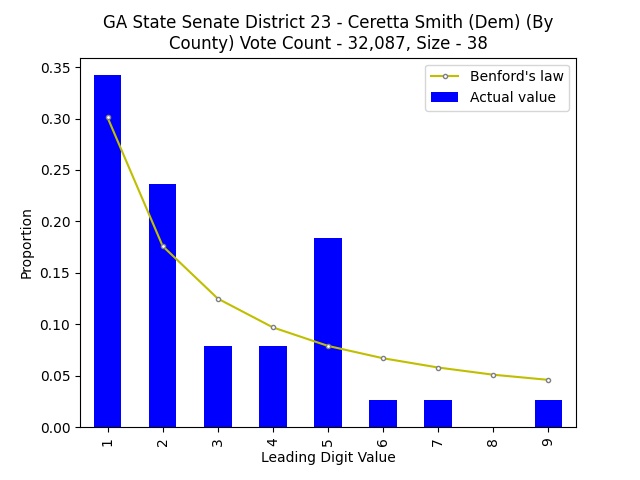 GA State Senate District 23 - Ceretta Smith (Dem) (By
County) Vote Count - 32,087, Size - 38
Benford's law
Actual value
0.35
0.30
0.25
0.20
0.15
0.10
0.05
0.00
Proportion
1 2 3 4 5 6 7 8 9
Leading Digit Value